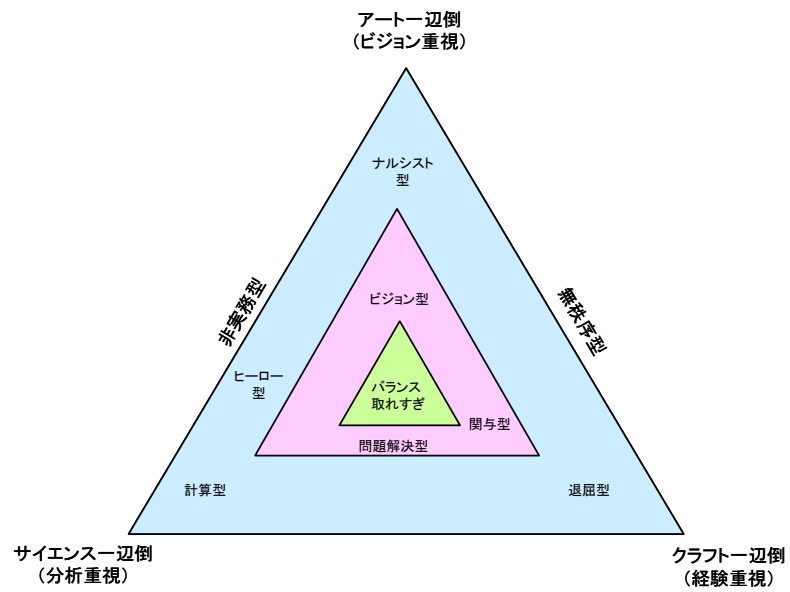 アート一辺倒
（ビジョン重視）
ナルシスト
型
非実務型
無秩序型
ビジョン型
ヒーロー
型
バランス
取れすぎ
関与型
問題解決型
計算型
退屈型
サイエンス一辺倒
（分析重視）
クラフト一辺倒
（経験重視）